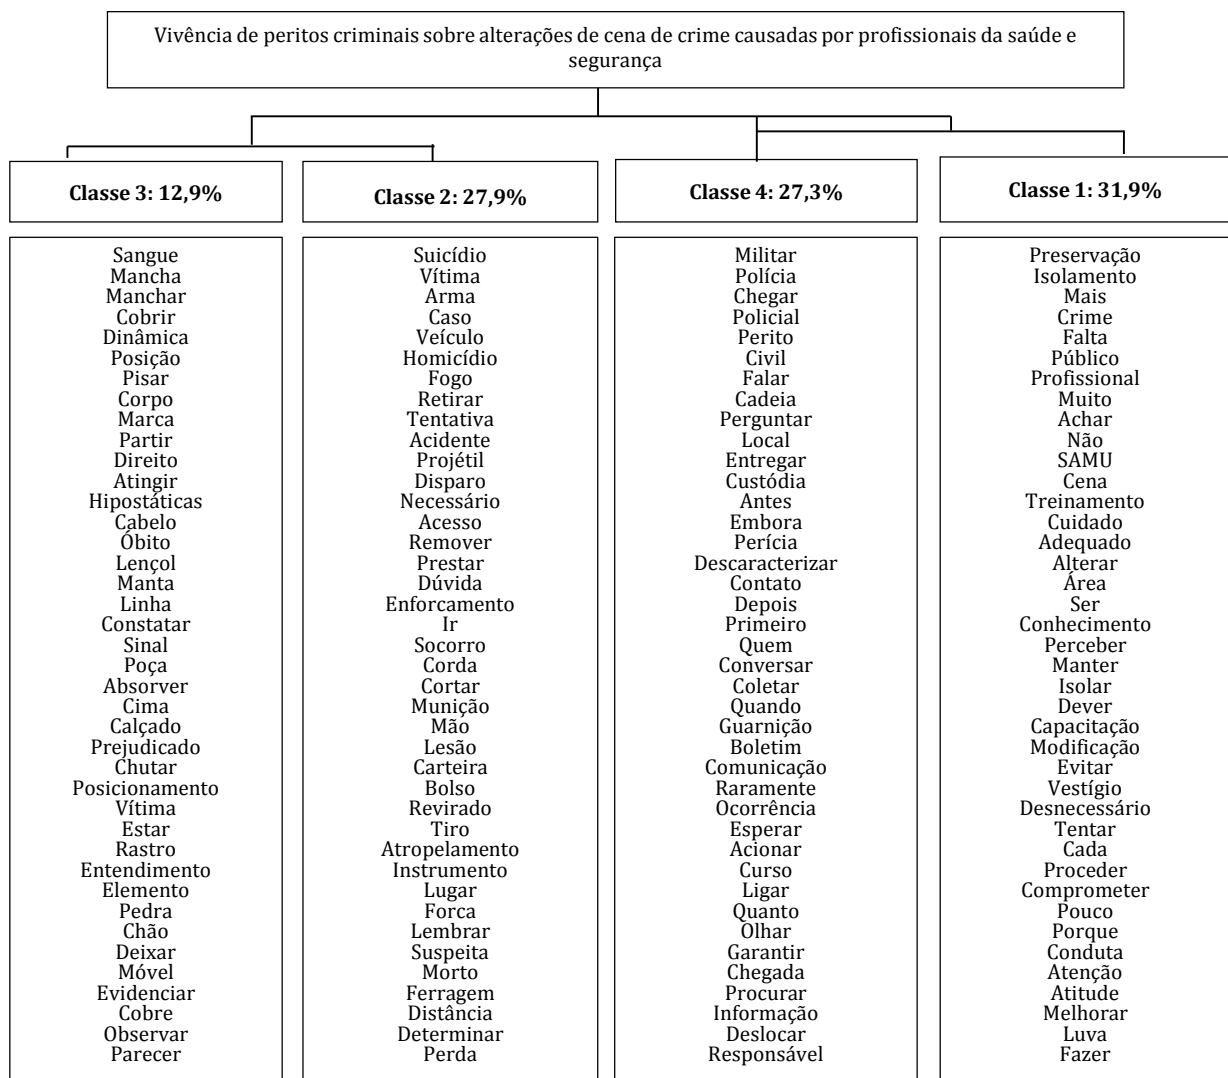 Vivência de peritos criminais sobre alterações de cena de crime causadas por profissionais da saúde e
segurança
Classe 3: 12,9%
Sangue
Mancha
Manchar
Cobrir
Dinâmica
Posição
Pisar
Corpo
Marca
Partir
Direito
Atingir
Hipostáticas
Cabelo
Óbito
Lençol
Manta
Linha
Constatar
Sinal
Poça
Absorver
Cima
Calçado
Prejudicado
Chutar
Posicionamento
Vítima
Estar
Rastro
Entendimento
Elemento
Pedra
Chão
Deixar
Móvel
Evidenciar
Cobre
Observar
Parecer
Classe 2: 27,9%
Suicídio
Vítima
Arma
Caso
Veículo
Homicídio
Fogo
Retirar
Tentativa
Acidente
Projétil
Disparo
Necessário
Acesso
Remover
Prestar
Dúvida
Enforcamento
Ir
Socorro
Corda
Cortar
Munição
Mão
Lesão
Carteira
Bolso
Revirado
Tiro
Atropelamento
Instrumento
Lugar
Forca
Lembrar
Suspeita
Morto
Ferragem
Distância
Determinar
Perda
Classe 4: 27,3%
Militar
Polícia
Chegar
Policial
Perito
Civil
Falar
Cadeia
Perguntar
Local
Entregar
Custódia
Antes
Embora
Perícia
Descaracterizar
Contato
Depois
Primeiro
Quem
Conversar
Coletar
Quando
Guarnição
Boletim
Comunicação
Raramente
Ocorrência
Esperar
Acionar
Curso
Ligar
Quanto
Olhar
Garantir
Chegada
Procurar
Informação
Deslocar
Responsável
Classe 1: 31,9%
Preservação
Isolamento
Mais
Crime
Falta
Público
Profissional
Muito
Achar
Não
SAMU
Cena
Treinamento
Cuidado
Adequado
Alterar
Área
Ser
Conhecimento
Perceber
Manter
Isolar
Dever
Capacitação
Modificação
Evitar
Vestígio
Desnecessário
Tentar
Cada
Proceder
Comprometer
Pouco
Porque
Conduta
Atenção
Atitude
Melhorar
Luva
Fazer